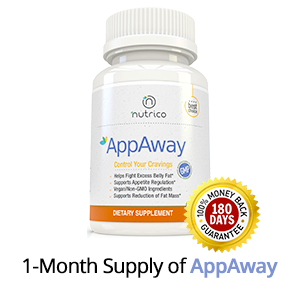 nutrico
best
AppAway
Control Your Cravings
• Helps Fight Excess Belly Fat*
• Supports Appetite Regulation*
• Vegan/Non-GMO Ingredients
• Supports Reduction of Fat Mass*
DIETARY SUPPLEMENT
100% MONEY BACK
180
DAYS
GUARANTEE
1-Month Supply of AppAway